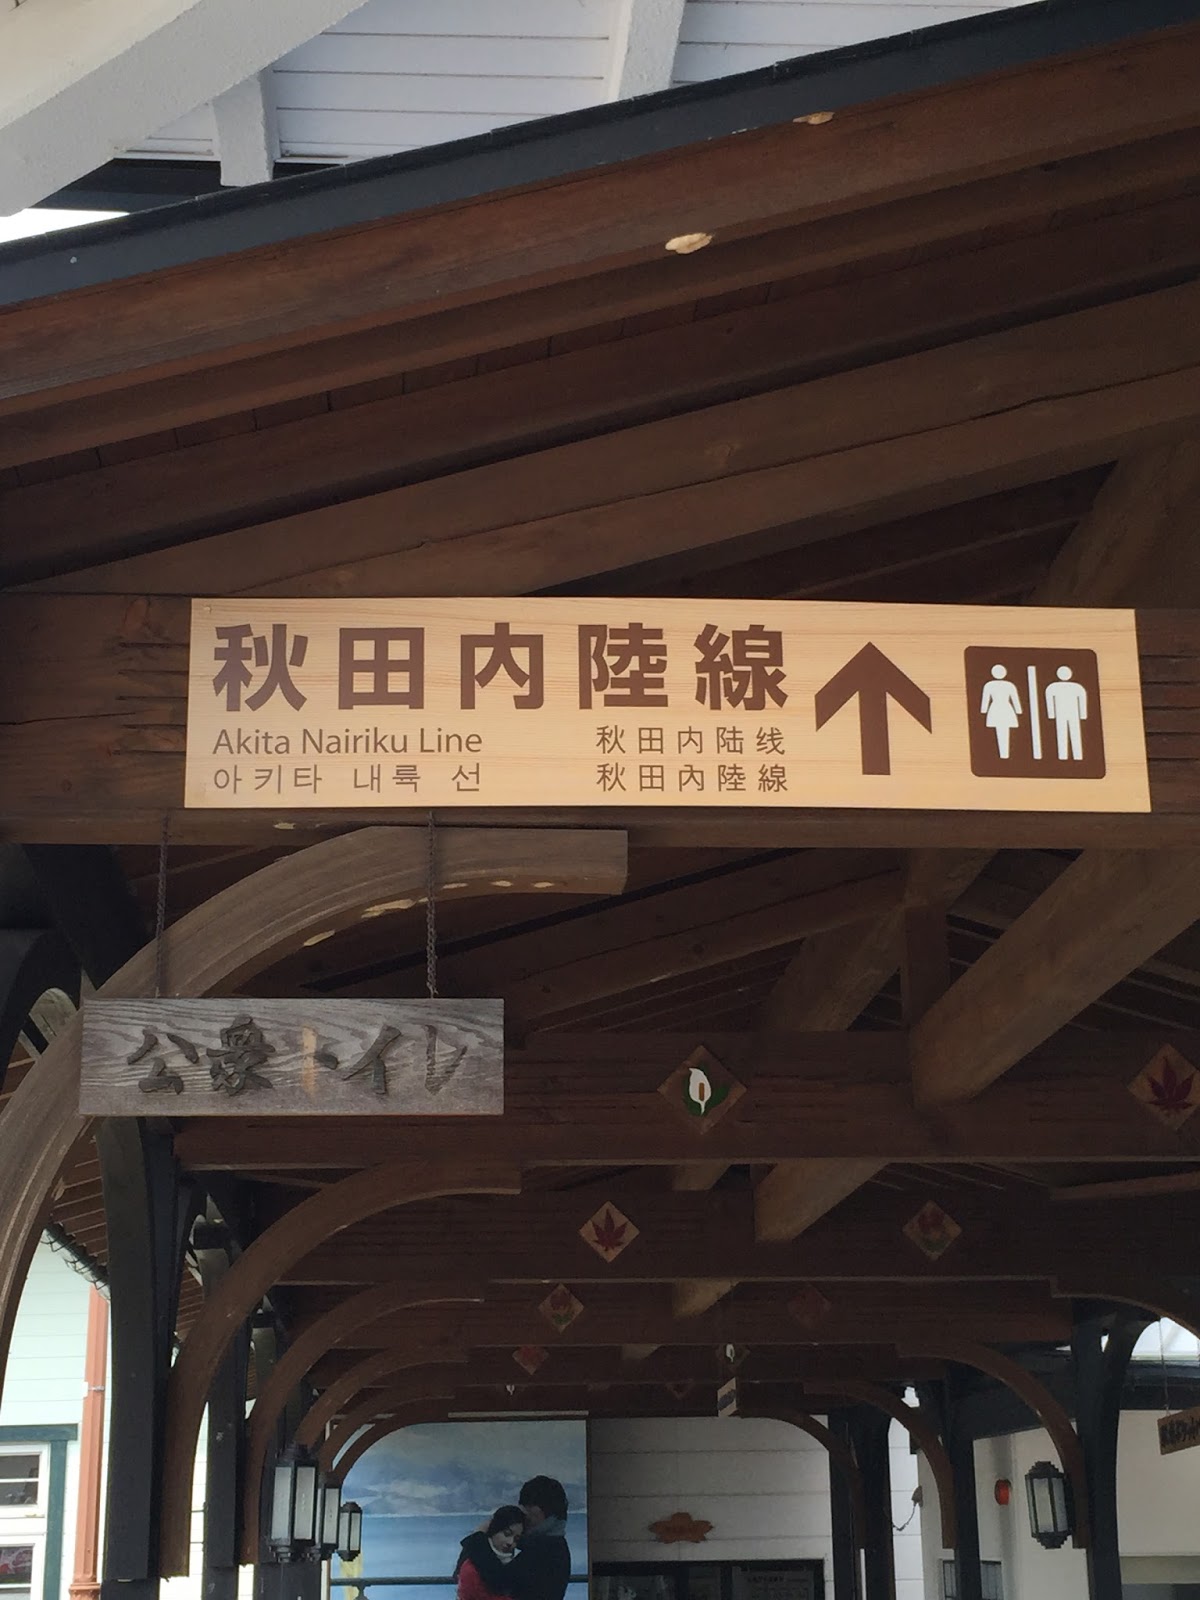 秋田内陸線
Akita Nairiku Line
秋田内陆线
아키타 내륙 선
秋田內陸線
公衆トイレ